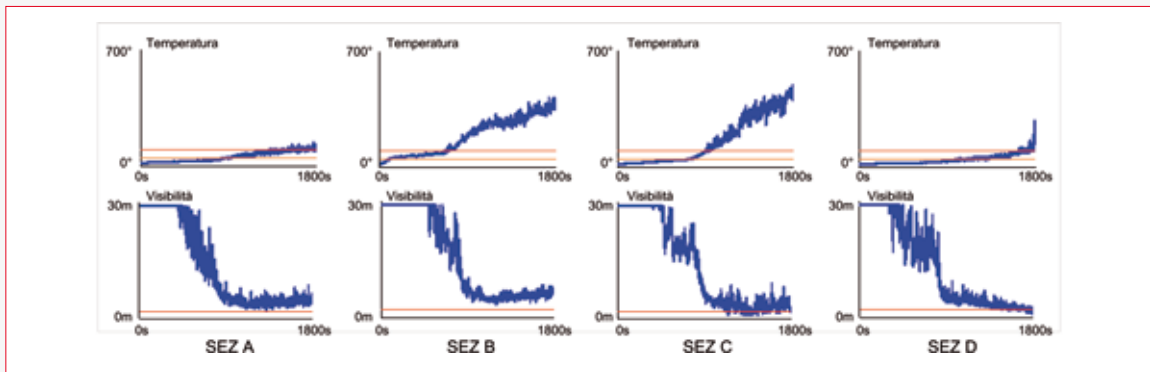 Temperatura
700°
0°
0s
1800s
Temperatura
700°
0°
0s
1800s
Temperatura
700°
0°
0s
1800s
Temperatura
700°
0°
0s
1800s
Visibilità
30m
0m
0s
1800s
SEZ A
Visibilità
30m
0m
0s
1800s
SEZ B
Visibilità
30m
0m
0s
1800s
SEZ C
Visibilità
30m
0m
0s
1800s
SEZ D